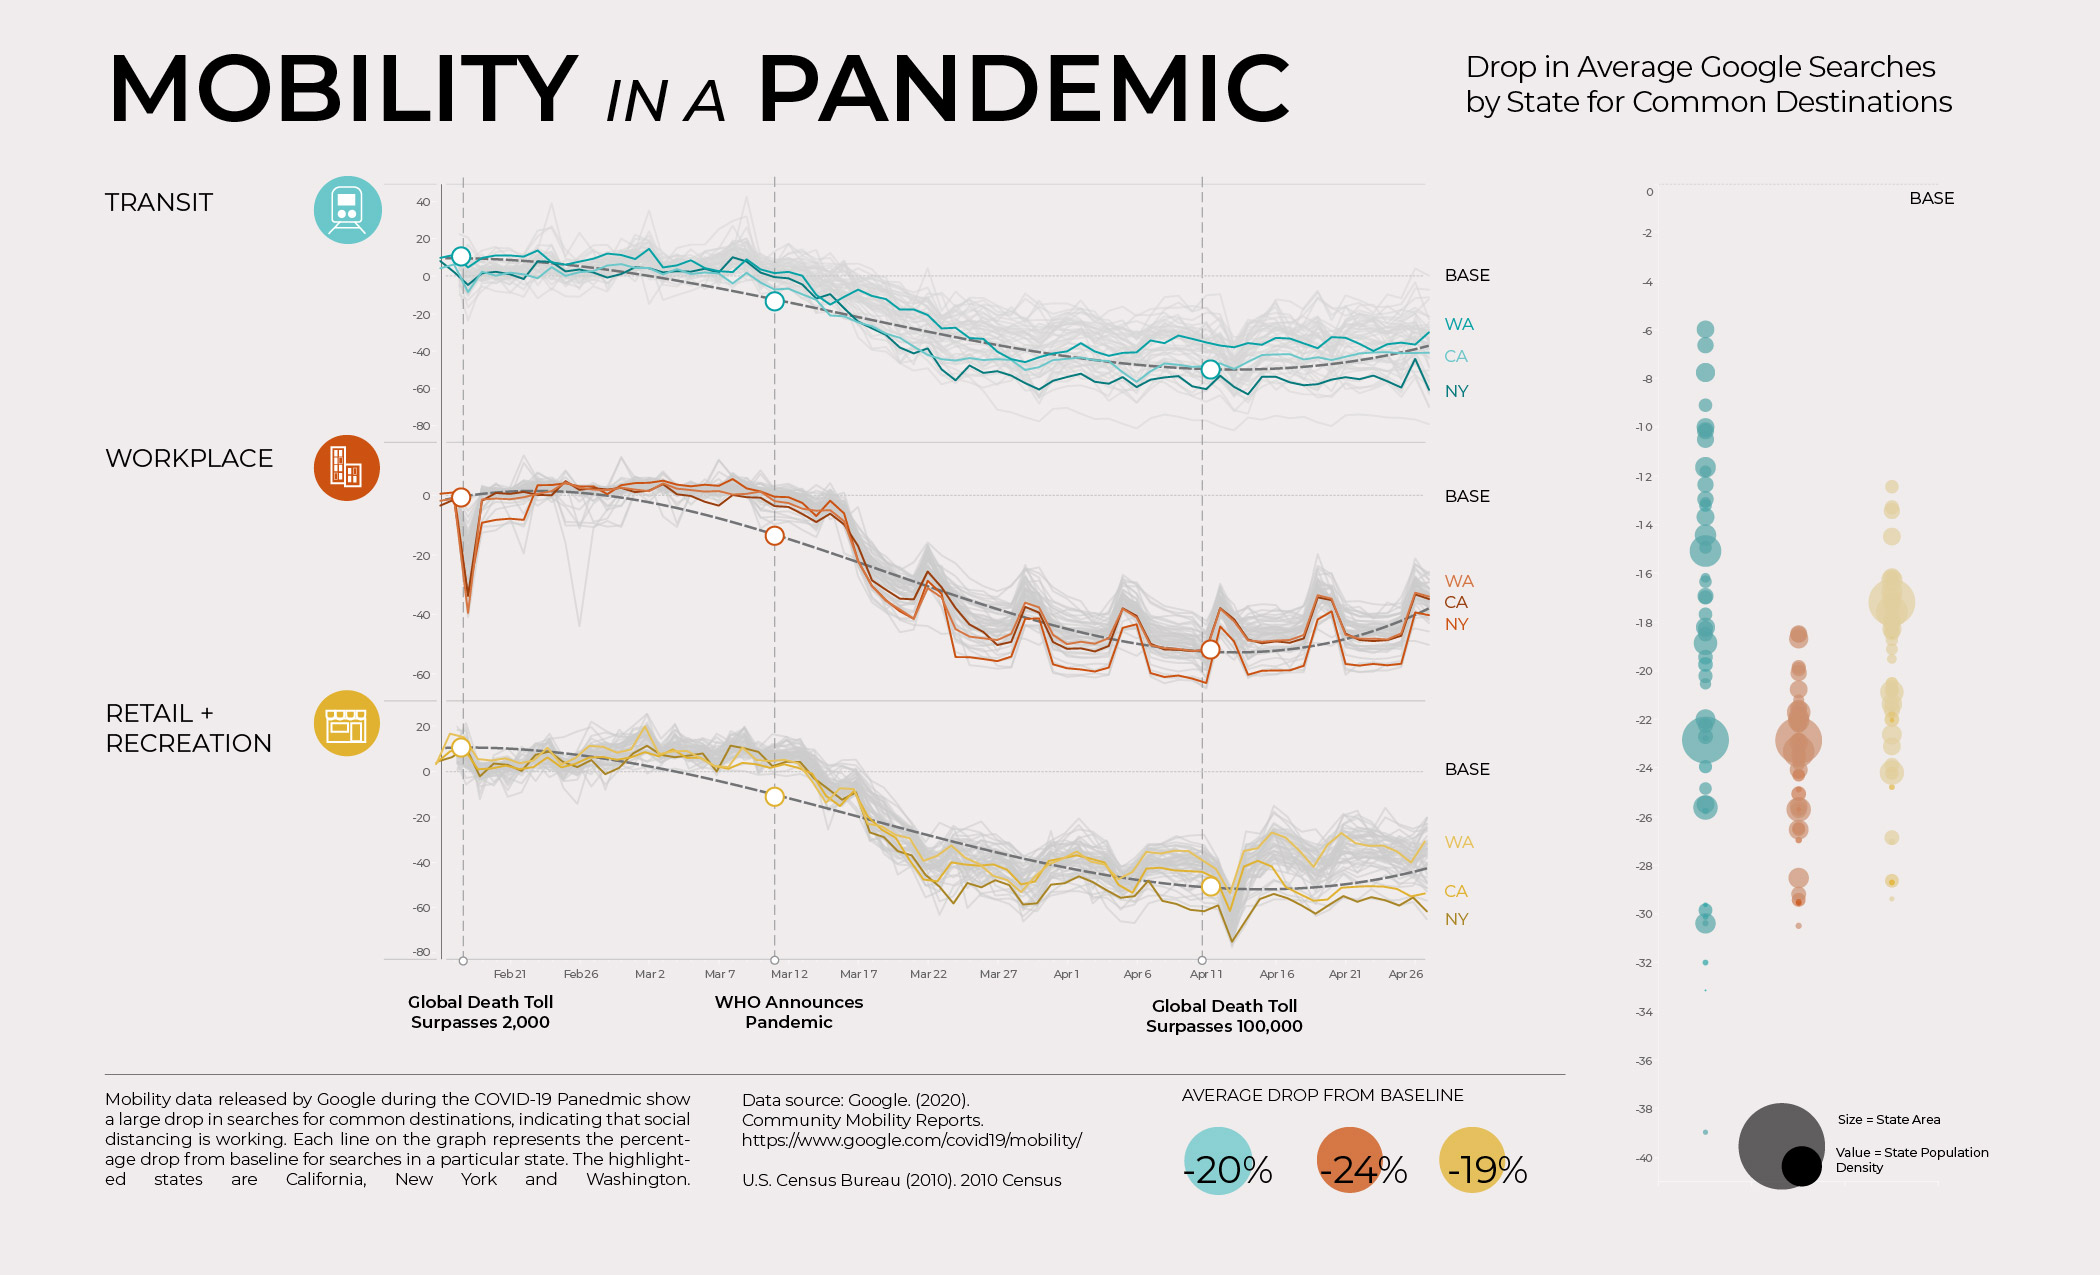 MOBILITY IN A PANDEMIC
Drop in Average Google Searches
by State for Common Destinations
TRANSIT
40
20
0
-20
-40
-60
-80
BASE
WA
CA
NY
WORKPLACE
0
-20
-40
-60
BASE
WA
CA
NY
RETAIL +
RECREATION
20
0
-20
-40
-60
-80
BASE
WA
CA
NY
Feb 21 Feb 26 Mar 2 Mar 7 Mar 12 Mar 17 Mar 22 Mar 27 Apr 1 Apr 6 Apr 11 Apr 16 Apr 21 Apr 26
Global Death Toll
Surpasses 2,000
WHO Announces
Pandemic
Global Death Toll
Surpasses 100,000
0
-2
-4
-6
-8
-10
-12
-14
-16
-18
-20
-22
-24
-26
-28
-30
-32
-34
-36
-38
-40
BASE
Size = State Area
Value = State Population
Density
Mobility data released by Google during the COVID-19 Panedmic show
a large drop in searches for common destinations, indicating that social
distancing is working. Each line on the graph represents the percent-
age drop from baseline for searches in a particular state. The highlight-
ed states are California, New York and Washington.
Data source: Google. (2020).
Community Mobility Reports.
https://www.google.com/covid19/mobility/
U.S. Census Bureau (2010). 2010 Census
AVERAGE DROP FROM BASELINE
-20% -24% -19%